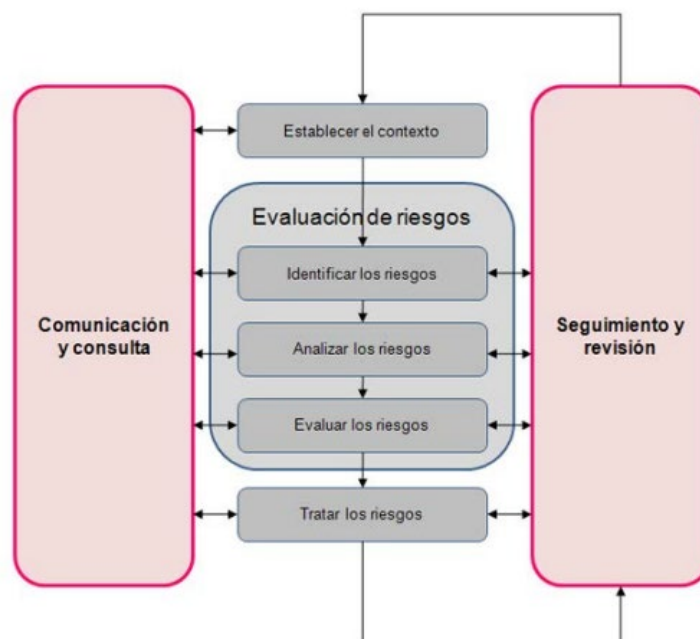 Establecer el contexto
Evaluación de riesgos
Identificar los riesgos
Comunicación
y consulta
Analizar los riesgos
Seguimiento y
revisión
Evaluar los riesgos
Tratar los riesgos